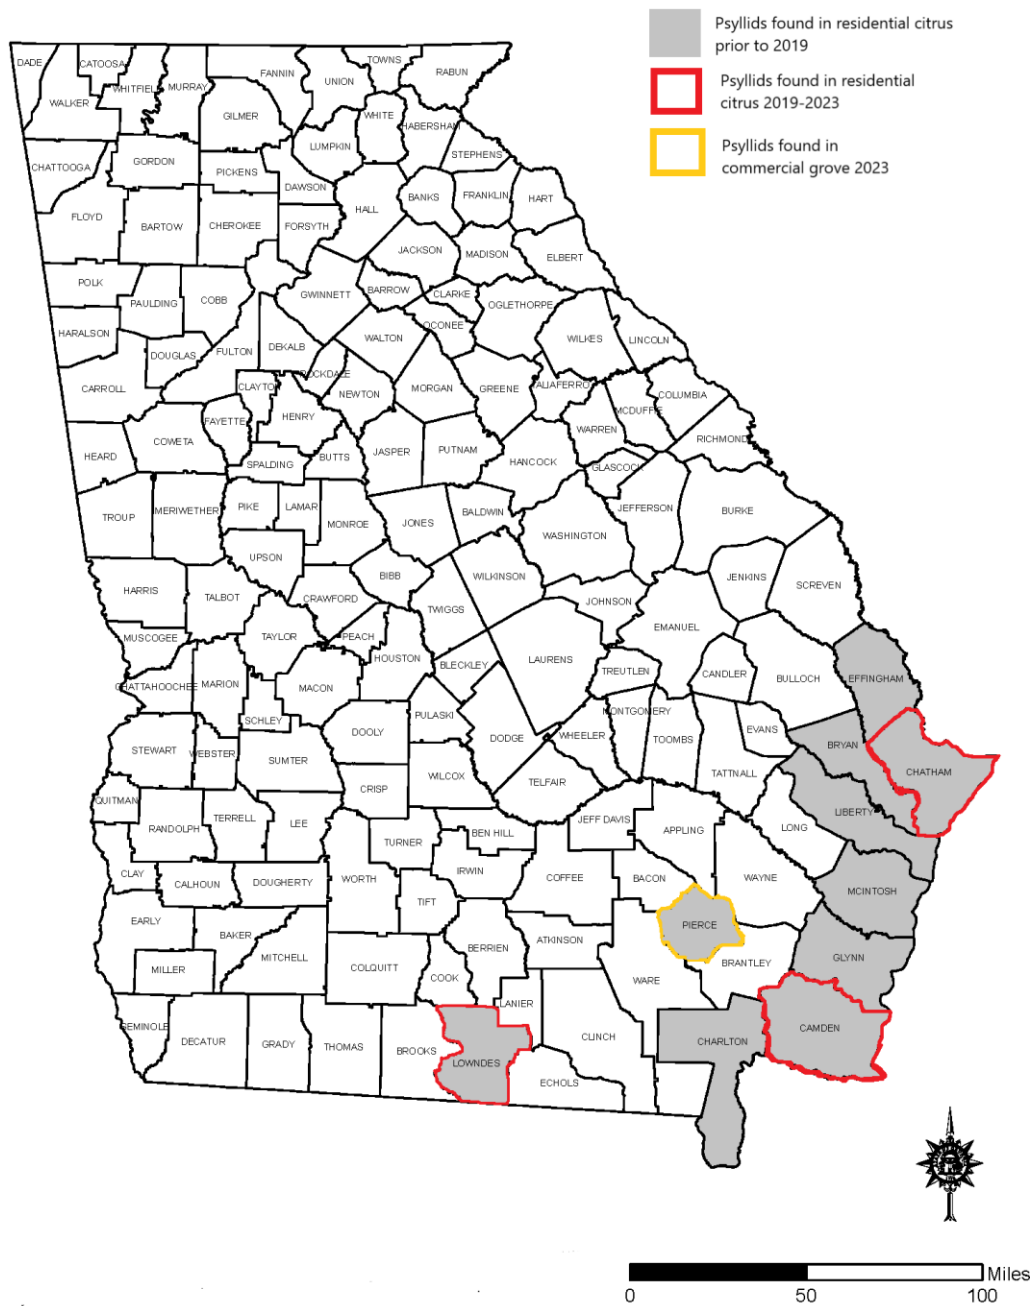 Psyllids found in residential citrus
prior to 2019
Psyllids found in residential
citrus 2019-2023
Psyllids found in
commercial grove 2023
DADE
CATOOSA
WHITFIEL
MURRAY
FANNIN
UNION
TOWNS
RABUN
WALKER
GILMER
WHITE
HABERSHAM
LUMPKIN
STEPHENS
CHATTOOGA
GORDON
PICKENS
DAWSON
BANKS
FRANKLIN
HART
HALL
FLOYD
BARTOW
CHEROKEE
FORSYTH
JACKSON
MADISON
ELBERT
POLK
PAULDING
COBB
GWINNETT
BARROW
CLARKE
OGLETHORPE
OCONEE
HARALSON
DOUGLAS
FULTON
DEKALB
WALTON
WILKES
LINCOLN
CARROLL
CLAYTO
ROCKDALE
NEWTON
MORGAN
GREENE
TALIAFERRO
MCDUFFIE
COLUMBIA
COWETA
FAYETTE
HENRY
WARREN
RICHMOND
HEARD
SPALDING
BUTTS
JASPER
PUTNAM
HANCOCK
GLASCOCK
TROUP
MERIWETHER
PIKE
LAMAR
MONROE
JONES
BALDWIN
JEFFERSON
BURKE
WASHINGTON
UPSON
HARRIS
TALBOT
CRAWFORD
BIBB
WILKINSON
JENKINS
SCREVEN
TWIGGS
JOHNSON
MUSCOGEE
TAYLOR
PEACH
HOUSTON
EMANUEL
BLECKLEY
LAURENS
TREUTLEN
CANDLER
BULLOCH
EFFINGHAM
CHATTAHOOCHEE
MARION
MACON
SCHLEY
PULASKI
DODGE
WHEELER
MONTGOMERY
TOOMBS
EVANS
BRYAN
STEWART
WEBSTER
SUMTER
DOOLY
CHATHAM
WILCOX
TELFAIR
TATTNALL
CRISP
QUITMAN
RANDOLPH
TERRELL
LEE
TURNER
BEN HILL
JEFF DAVIS
APPLING
LONG
LIBERTY
CLAY
CALHOUN
DOUGHERTY
WORTH
IRWIN
COFFEE
BACON
WAYNE
MCINTOSH
TIFT
EARLY
BAKER
MITCHELL
BERRIEN
ATKINSON
PIERCE
MILLER
COLQUITT
COOK
WARE
BRANTLEY
GLYNN
LANIER
SEMINOLE
DECATUR
GRADY
THOMAS
BROOKS
LOWNDES
CLINCH
ECHOLS
CHARLTON
CAMDEN
Miles
0 50 100